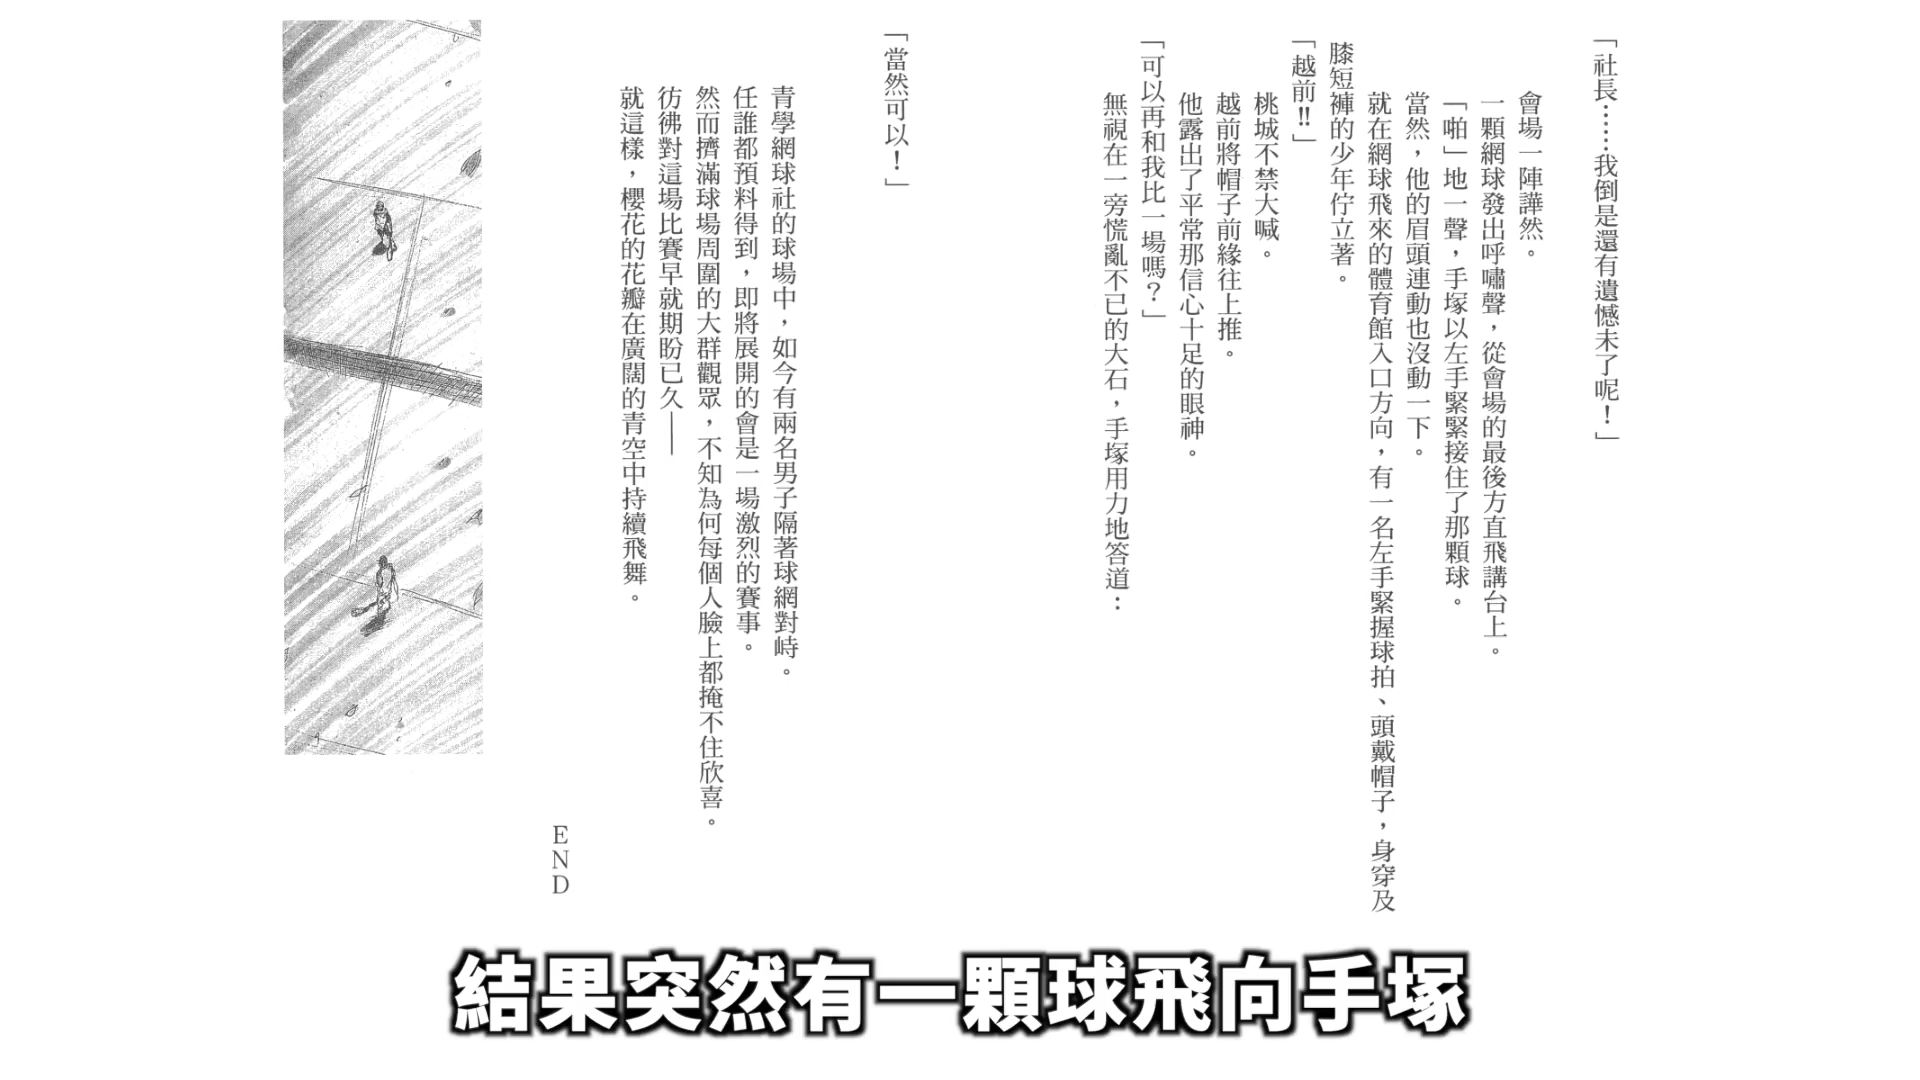 「社長……我倒是還有遺憾未了呢！」
會場一陣譁然。
一顆網球發出呼嘯聲，從會場的最後方直飛講台上。
「啪」地一聲，手塚以左手緊緊接住了那顆球。
當然，他的眉頭連動也沒動一下。
就在網球飛來的體育館入口方向，有一名左手緊握球拍、頭戴帽子，身穿及
膝短褲的少年佇立著。
「越前!!」
桃城不禁大喊。
越前將帽子前緣往上推。
他露出了平常那信心十足的眼神。
「可以再和我比一場嗎？」
無視在一旁慌亂不已的大石，手塚用力地答道：
「當然可以！」
青學網球社的球場中，如今有兩名男子隔著球網對峙。
任誰都預料得到，即將展開的會是一場激烈的賽事。
然而擠滿球場周圍的大群觀眾，不知為何每個人臉上都掩不住欣喜。
彷彿對這場比賽早就期盼已久——
就這樣，櫻花的花瓣在廣闊的青空中持續飛舞。
END
結果突然有一顆球飛向手塚